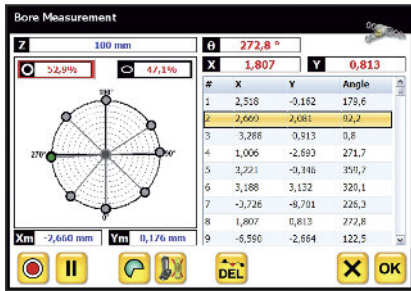 Bore Measurement
Z 100 mm
θ 272,8 °
X 1,807 Y 0,813
52,9% 47,1%
# X Y Angle
1 2,518 -0,162 179,6
2 2,669 2,081 92,2
3 3,288 -0,913 0,8
4 1,006 -2,693 271,7
5 3,221 -0,346 359,7
6 3,188 3,132 320,1
7 -3,726 -8,701 226,3
8 1,807 0,813 272,8
9 -6,590 -2,664 122,5
180°
270° 90°
0°
Xm -2,660 mm Ym 0,176 mm
DEL OK